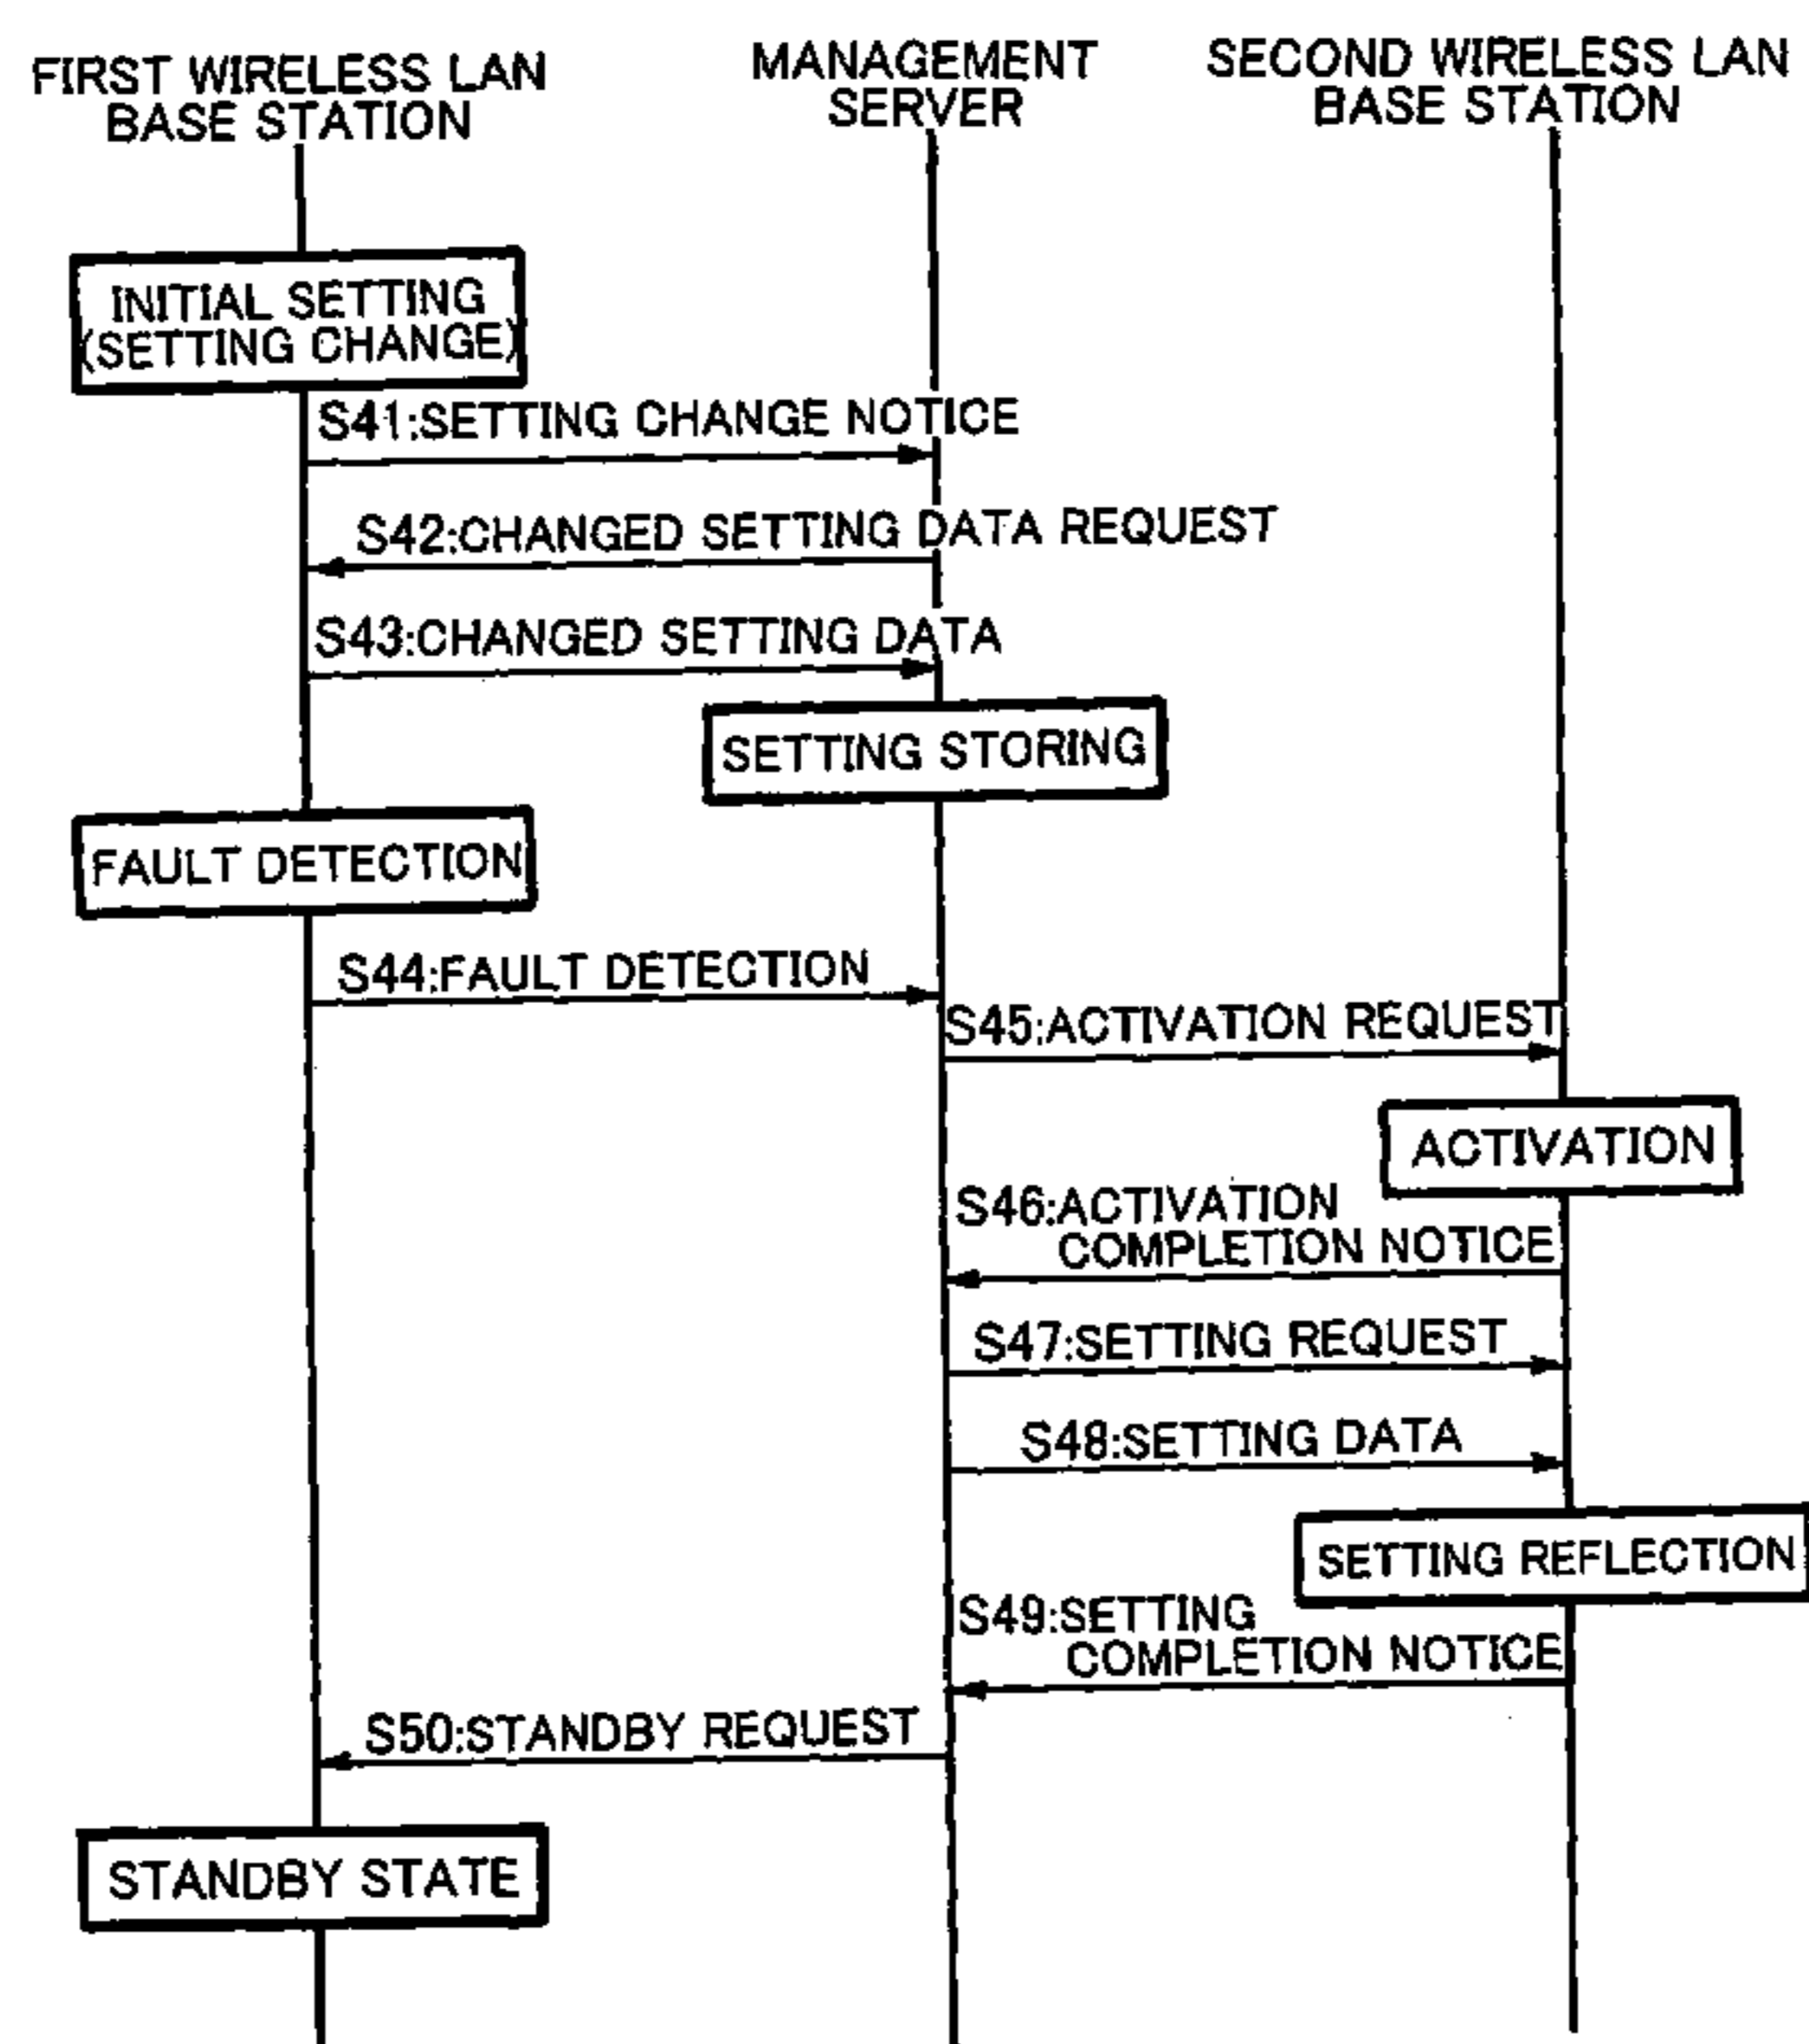 FIRST WIRELESS LAN
BASE STATION
MANAGEMENT
SERVER
SECOND WIRELESS LAN
BASE STATION
INITIAL SETTING
(SETTING CHANGE)
S41:SETTING CHANGE NOTICE
S42:CHANGED SETTING DATA REQUEST
S43:CHANGED SETTING DATA
SETTING STORING
FAULT DETECTION
S44:FAULT DETECTION
S45:ACTIVATION REQUEST
ACTIVATION
S46:ACTIVATION
COMPLETION NOTICE
S47:SETTING REQUEST
S48:SETTING DATA
SETTING REFLECTION
S49:SETTING
COMPLETION NOTICE
S50:STANDBY REQUEST
STANDBY STATE